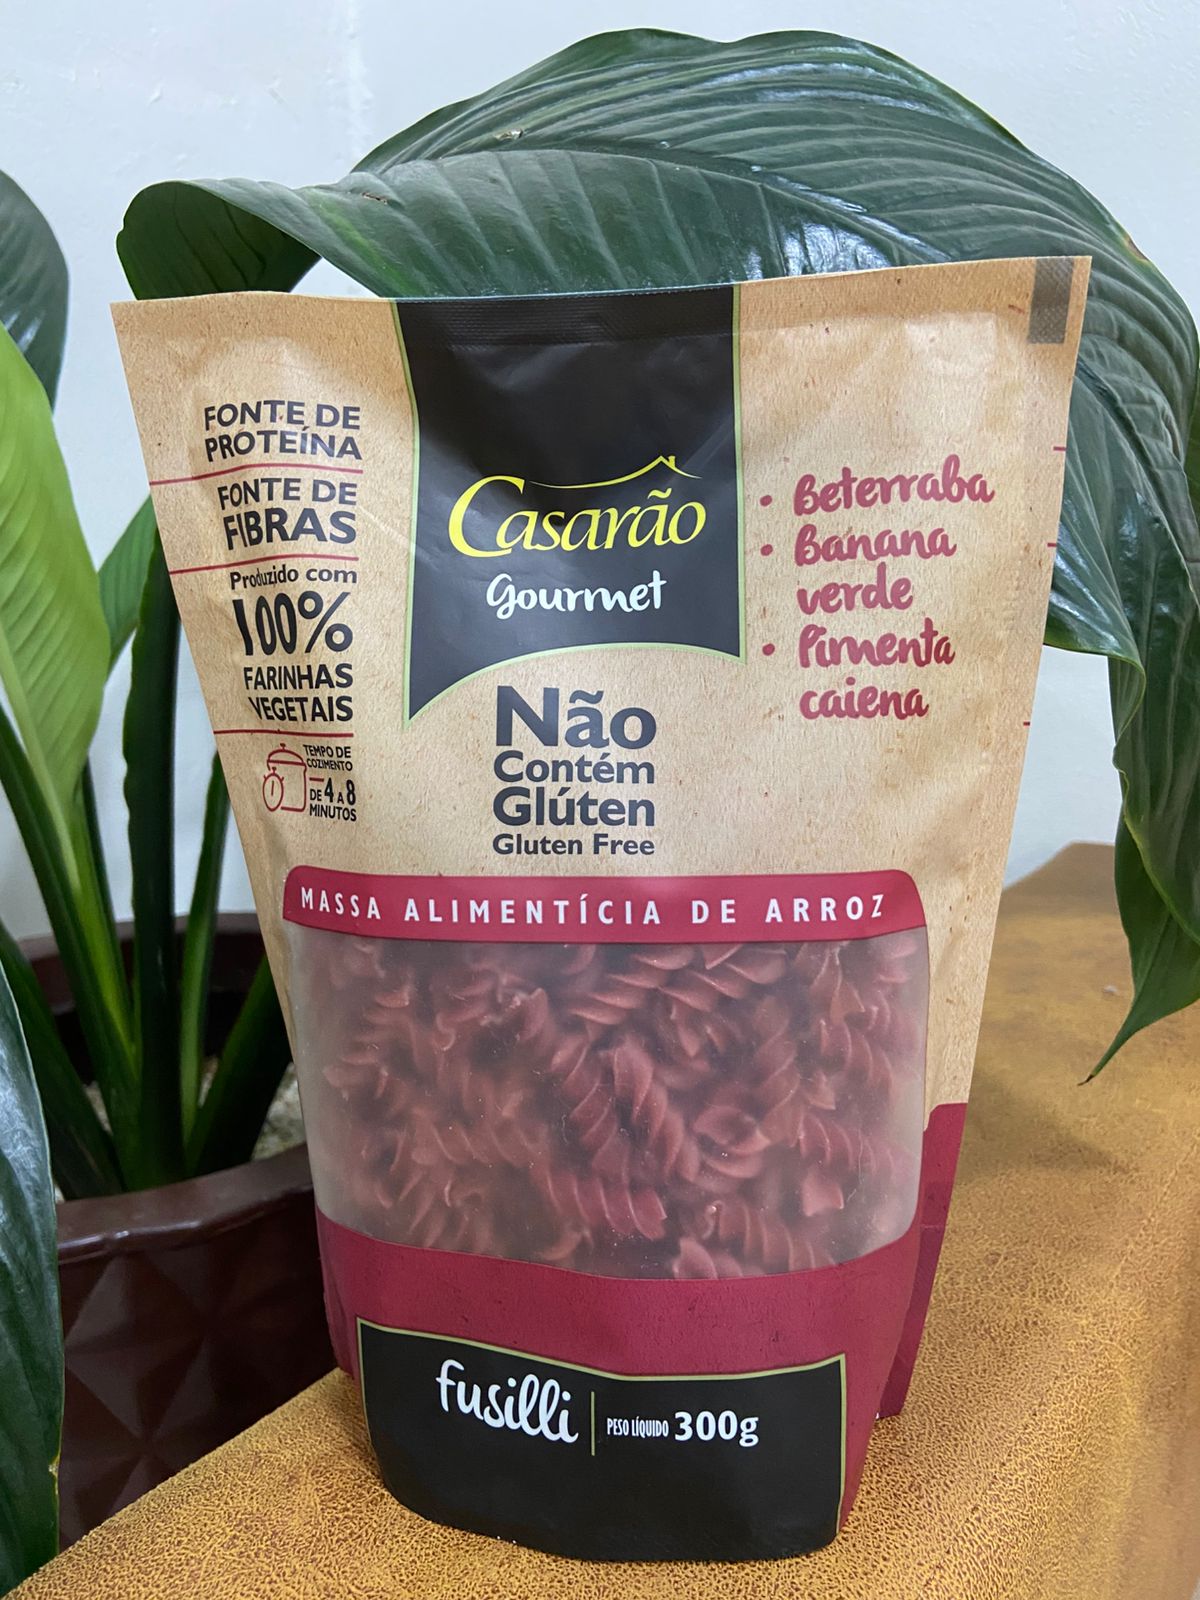 FONTE DE
PROTEÍNA
FONTE DE
FIBRAS
Produzido com
100%
FARINHAS
VEGETAIS
TEMPO DE
COZIMENTO
DE 4 A 8
MINUTOS
Casarão
Gourmet
Não
Contém
Glúten
Gluten Free
• Beterraba
• Banana
verde
• Pimenta
caiena
MASSA ALIMENTÍCIA DE ARROZ
fusilli
PESO LÍQUIDO 300g